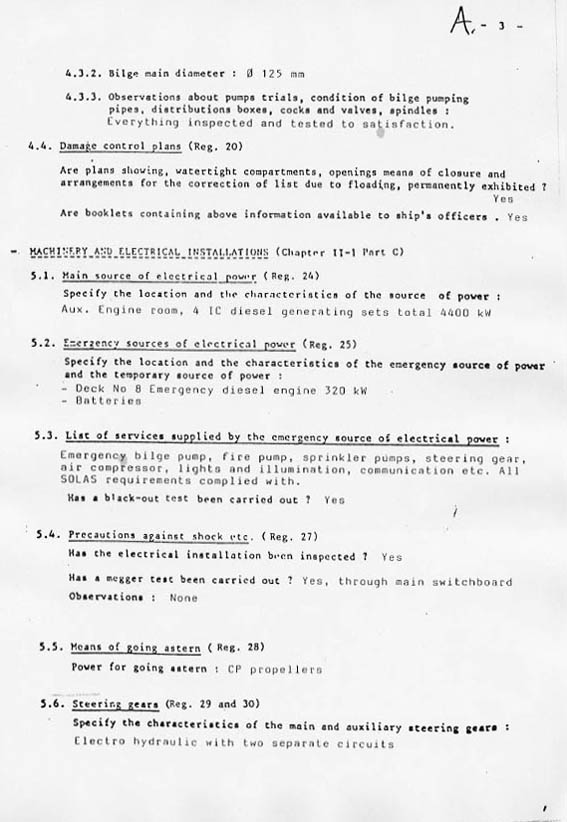 A. - 3 -
4.3.2. Bilge main diameter : Ø 125 mm
4.3.3. Observations about pumps trials, condition of bilge pumping
pipes, distributions boxes, cocks and valves, spindles :
Everything inspected and tested to satisfaction.
4.4. Damage control plans (Reg. 20)
Are plans showing, watertight compartments, openings means of closure and
arrangements for the correction of list due to floading, permanently exhibited ?
Yes
Are booklets containing above information available to ship's officers . Yes
-. MACHINERY AND ELECTRICAL INSTALLATIONS (Chapter II-1 Part C)
5.1. Main source of electrical power (Reg. 24)
Specify the location and the characteristics of the source of power :
Aux. Engine room, 4 IC diesel generating sets total 4400 kW
5.2. Emergency sources of electrical power (Reg. 25)
Specify the location and the characteristics of the emergency source of power
and the temporary source of power :
- Deck No 8 Emergency diesel engine 320 kW
- Batteries
5.3. List of services supplied by the emergency source of electrical power :
Emergency bilge pump, fire pump, sprinkler pumps, steering gear,
air compressor, lights and illumination, communication etc. All
SOLAS requirements complied with.
Has a black-out test been carried out ? Yes
5.4. Precautions against shock etc. (Reg. 27)
Has the electrical installation been inspected ? Yes
Has a megger test been carried out ? Yes, through main switchboard
Observations : None
5.5. Means of going astern ( Reg. 28)
Power for going astern : CP propellers
5.6. Steering gears (Reg. 29 and 30)
Specify the characteristics of the main and auxiliary steering gears :
Electro hydraulic with two separate circuits